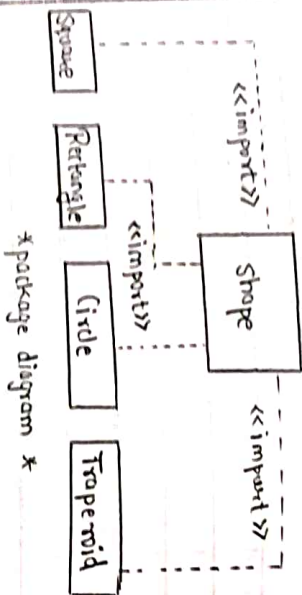 shape
<<import>>
<<import>>
<<import>>
Square
Rectangle
Circle
Trapezoid
* package diagram *